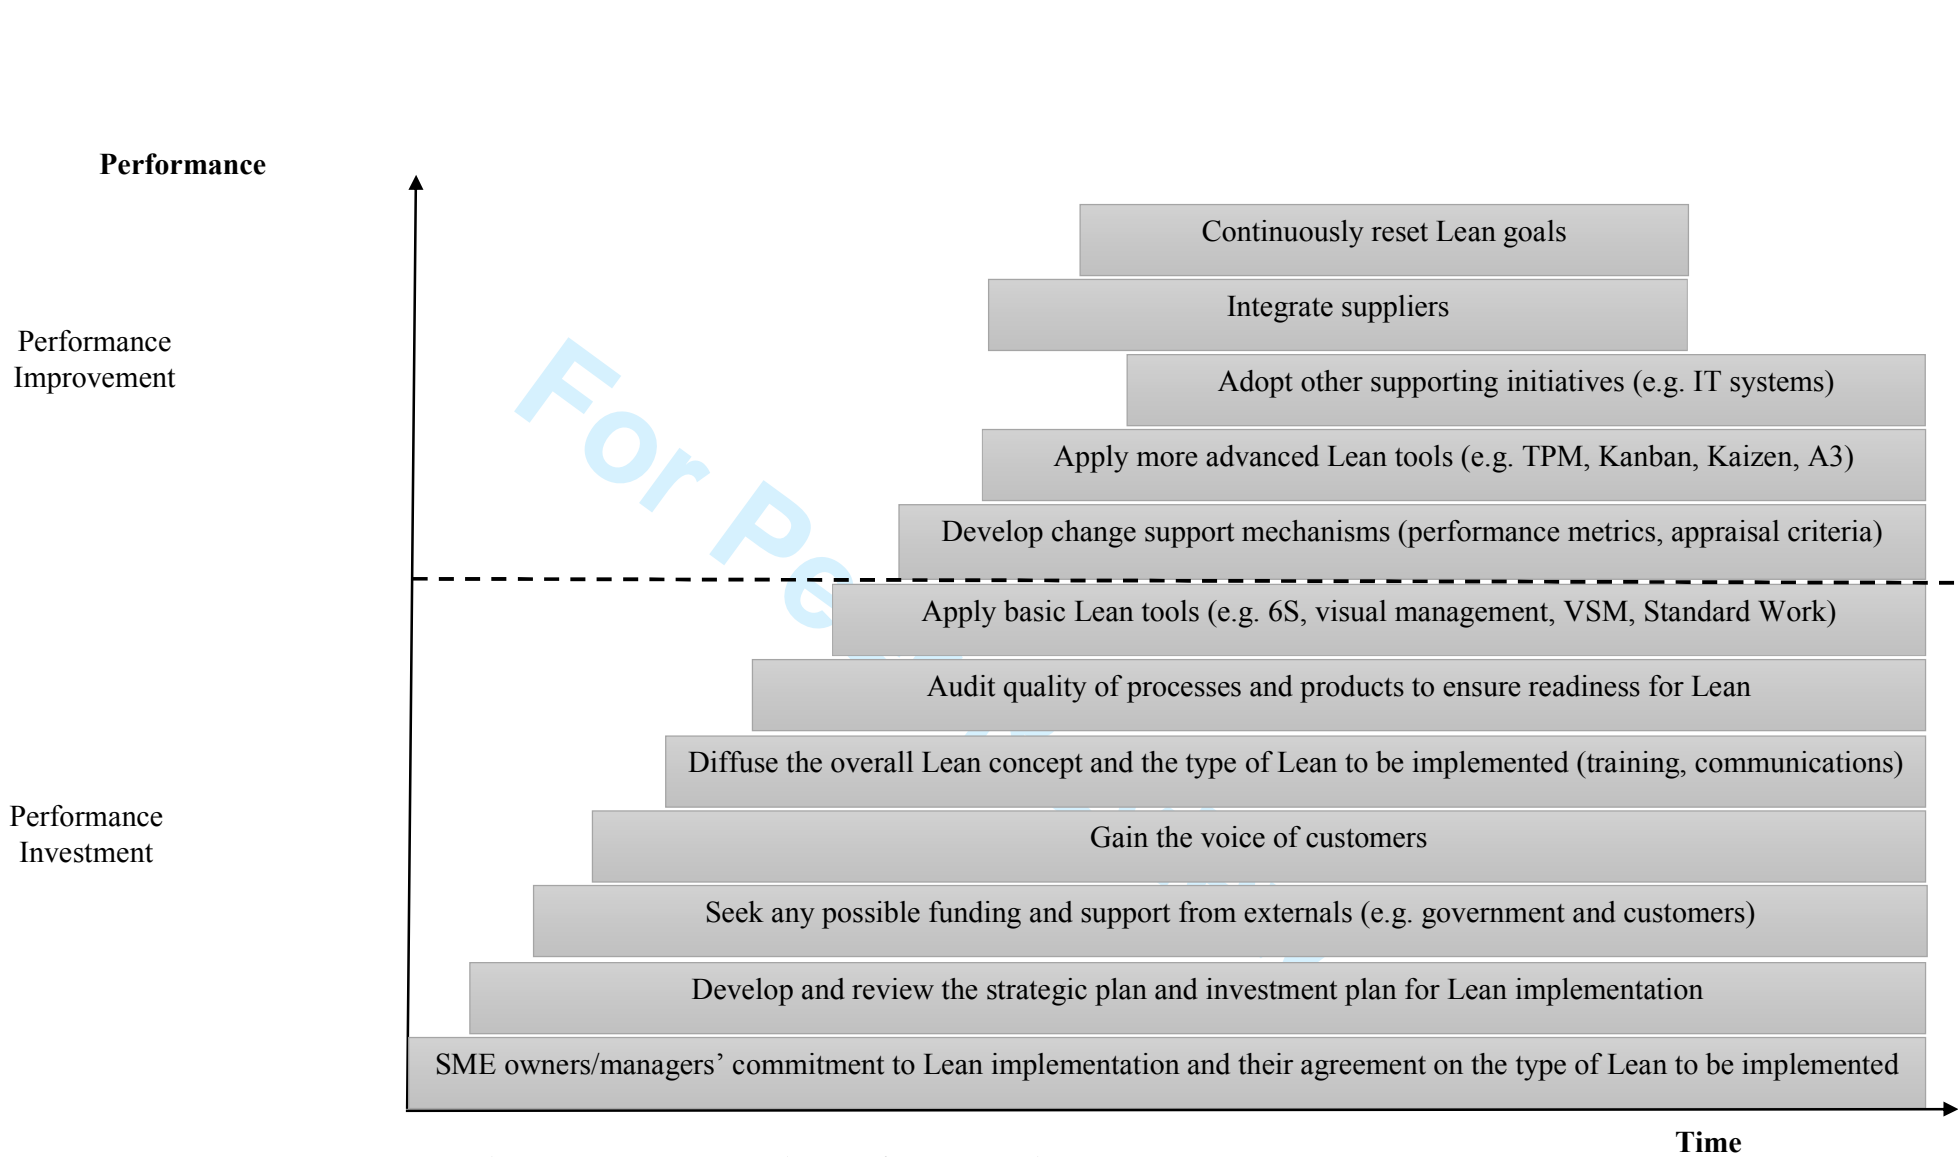 Performance
Continuously reset Lean goals
Integrate suppliers
Performance
Improvement
Adopt other supporting initiatives (e.g. IT systems)
Apply more advanced Lean tools (e.g. TPM, Kanban, Kaizen, A3)
Develop change support mechanisms (performance metrics, appraisal criteria)
Apply basic Lean tools (e.g. 6S, visual management, VSM, Standard Work)
Audit quality of processes and products to ensure readiness for Lean
Diffuse the overall Lean concept and the type of Lean to be implemented (training, communications)
Performance
Investment
Gain the voice of customers
Seek any possible funding and support from externals (e.g. government and customers)
Develop and review the strategic plan and investment plan for Lean implementation
SME owners/managers’ commitment to Lean implementation and their agreement on the type of Lean to be implemented
Time
For